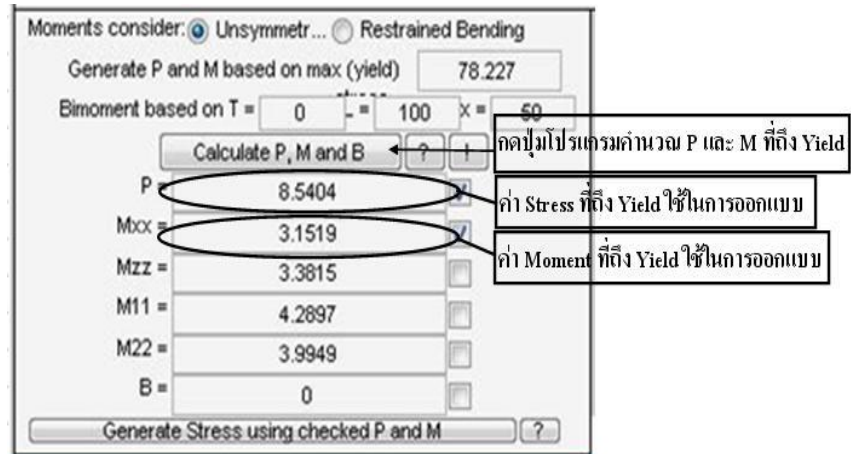 Moments consider: Unsymmetr... Restrained Bending
Generate P and M based on max (yield) 78.227
Bimoment based on T = 0 = 100 x = 50
Calculate P, M and B ? !
กดปุ่มโปรแกรมคำนวณ P และ M ที่ถึง Yield
P = 8.5404
ค่า Stress ที่ถึง Yield ใช้ในการออกแบบ
Mxx = 3.1519
ค่า Moment ที่ถึง Yield ใช้ในการออกแบบ
Mzz = 3.3815
M11 = 4.2897
M22 = 3.9949
B = 0
Generate Stress using checked P and M ?